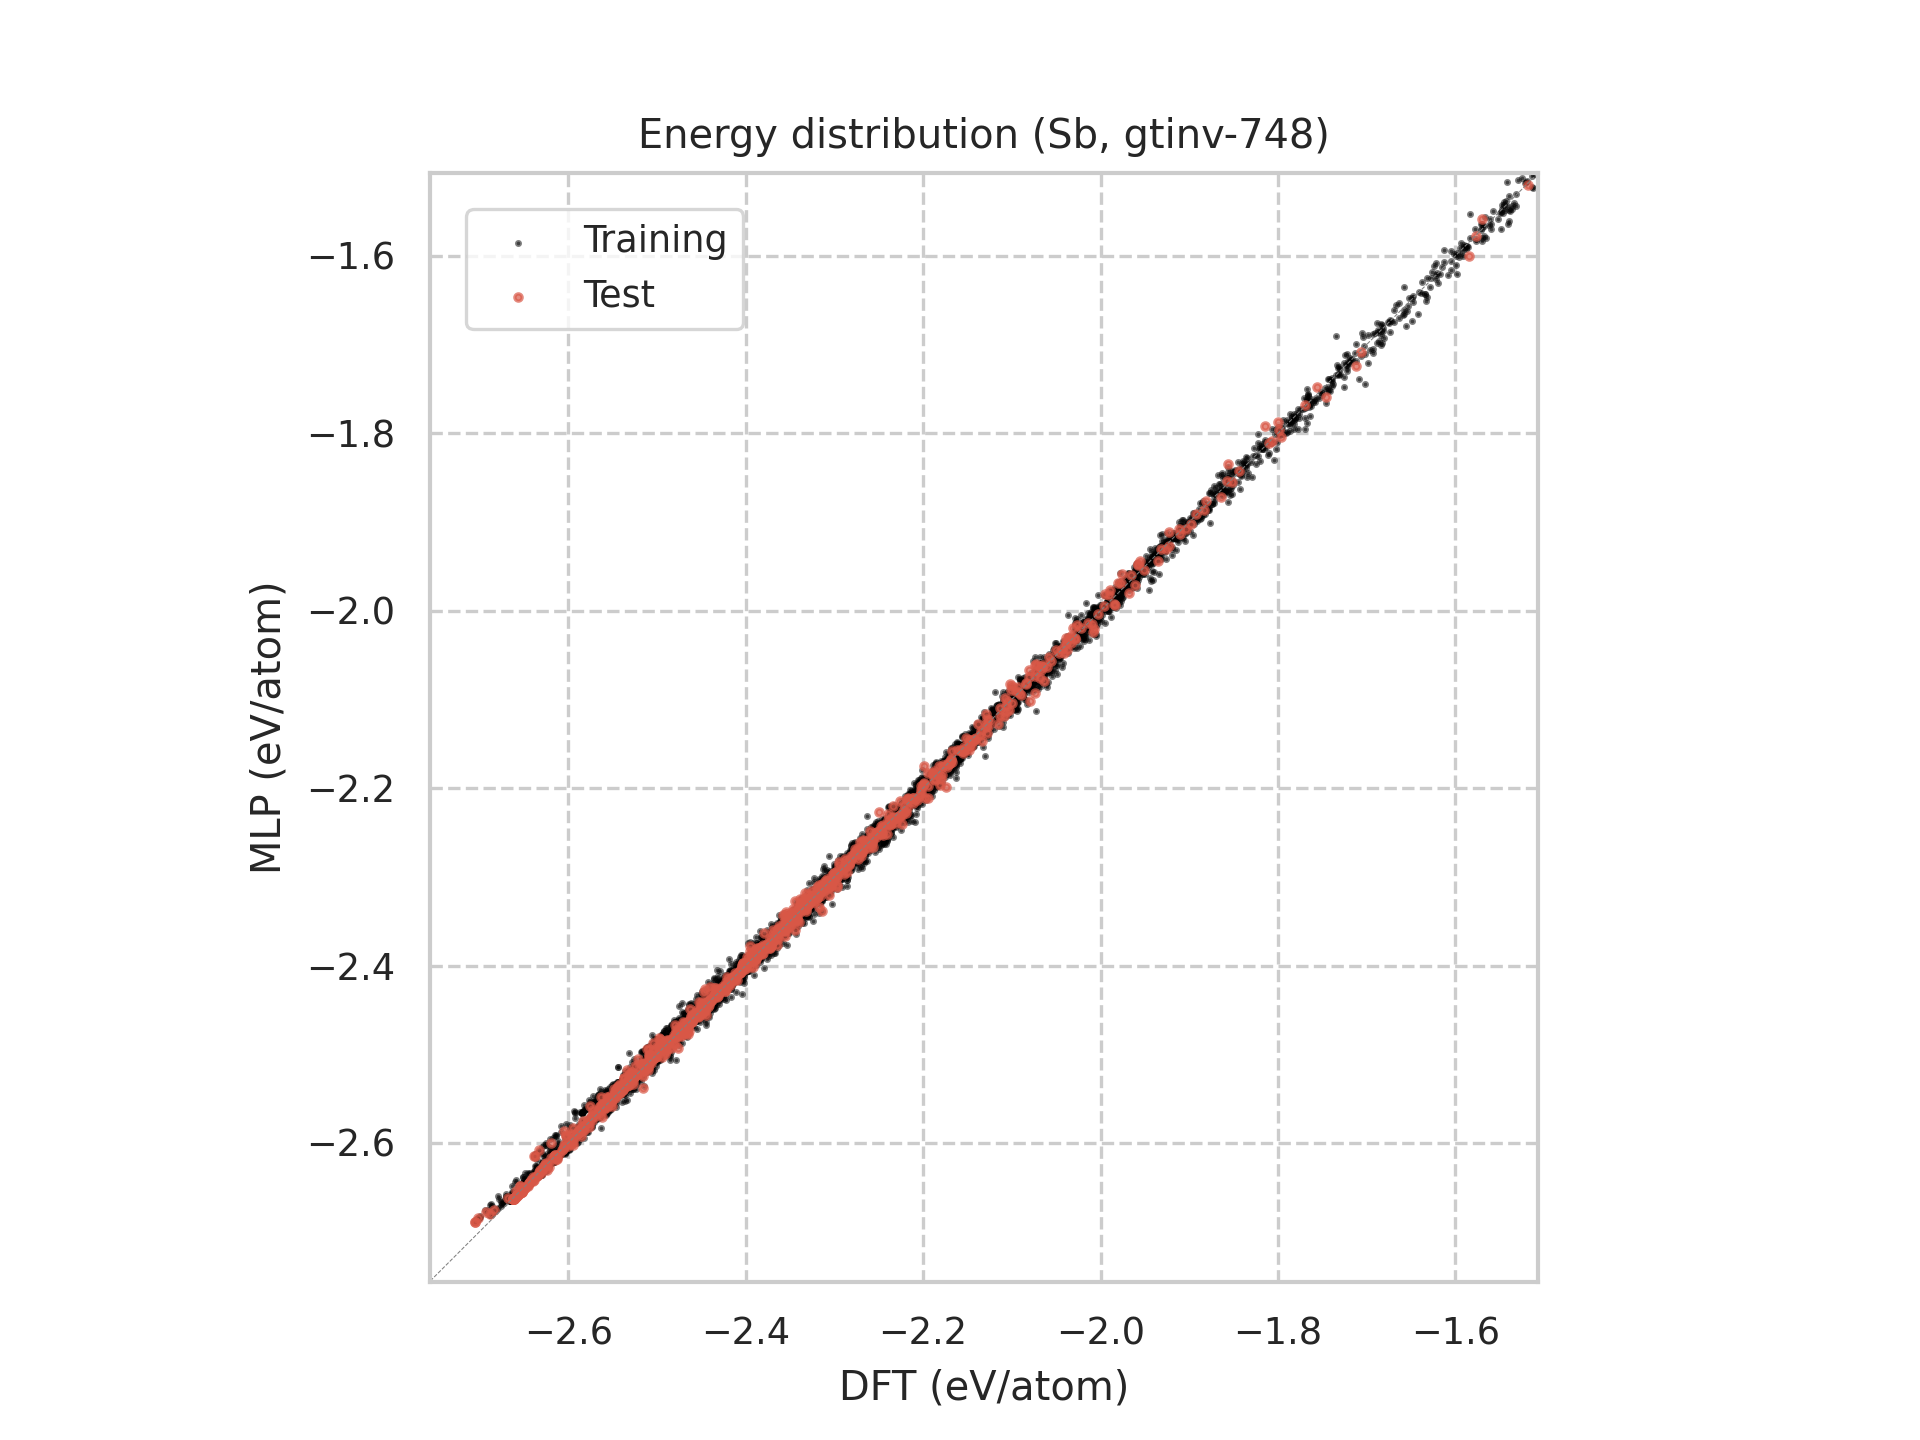 Energy distribution (Sb, gtinv-748)
Training
Test
−1.6
−1.8
−2.0
−2.2
−2.4
−2.6
MLP (eV/atom)
−2.6 −2.4 −2.2 −2.0 −1.8 −1.6
DFT (eV/atom)